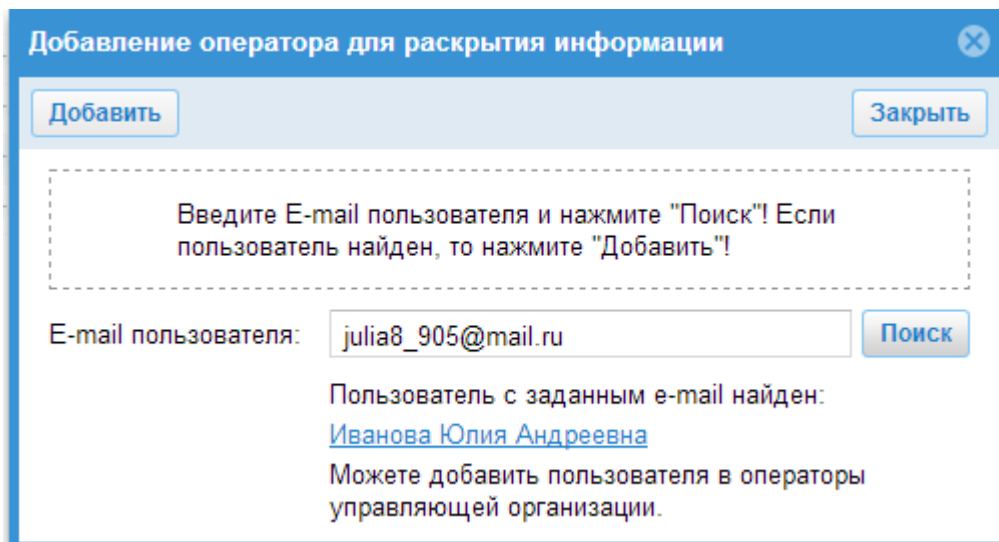 Добавление оператора для раскрытия информации
Добавить
Закрыть
Введите E-mail пользователя и нажмите "Поиск"! Если
пользователь найден, то нажмите "Добавить"!
E-mail пользователя:
julia8_905@mail.ru
Поиск
Пользователь с заданным e-mail найден:
Иванова Юлия Андреевна
Можете добавить пользователя в операторы
управляющей организации.